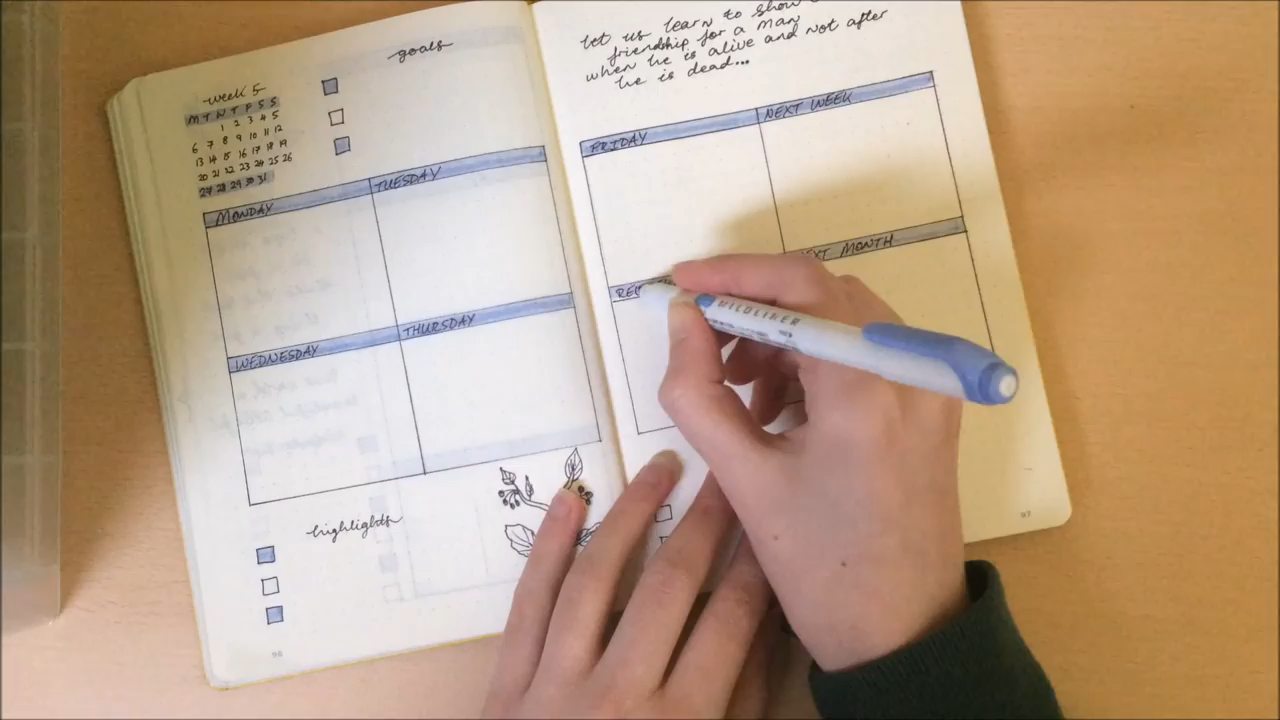 week 5
M T W T F S S
1 2 3 4 5
6 7 8 9 10 11 12
13 14 15 16 17 18 19
20 21 22 23 24 25 26
27 28 29 30 31
goals
MONDAY
TUESDAY
WEDNESDAY
THURSDAY
highlights
96
let us learn to show
friendship for a man
when he is alive and not after
he is dead...
FRIDAY
NEXT WEEK
NEXT MONTH
MILDLINER
97